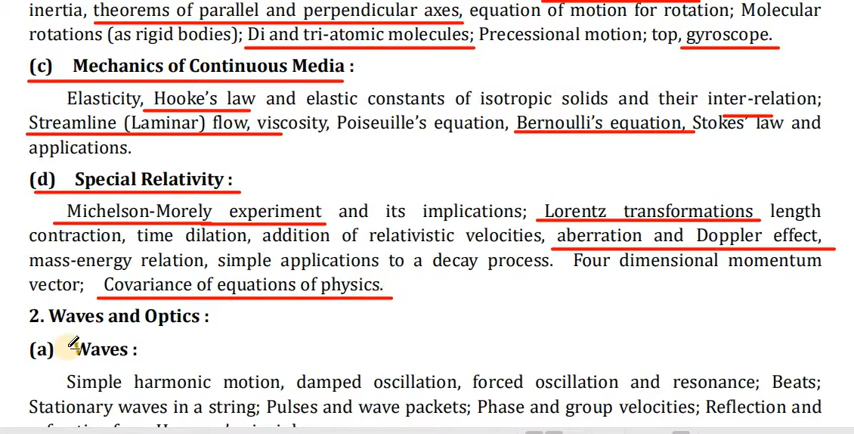 inertia, theorems of parallel and perpendicular axes, equation of motion for rotation; Molecular
rotations (as rigid bodies); Di and tri-atomic molecules; Precessional motion; top, gyroscope.
(c) Mechanics of Continuous Media :
Elasticity, Hooke's law and elastic constants of isotropic solids and their inter-relation;
Streamline (Laminar) flow, viscosity, Poiseuille's equation, Bernoulli's equation, Stokes' law and
applications.
(d) Special Relativity :
Michelson-Morely experiment and its implications; Lorentz transformations length
contraction, time dilation, addition of relativistic velocities, aberration and Doppler effect,
mass-energy relation, simple applications to a decay process. Four dimensional momentum
vector; Covariance of equations of physics.
2. Waves and Optics :
(a) Waves :
Simple harmonic motion, damped oscillation, forced oscillation and resonance; Beats;
Stationary waves in a string; Pulses and wave packets; Phase and group velocities; Reflection and